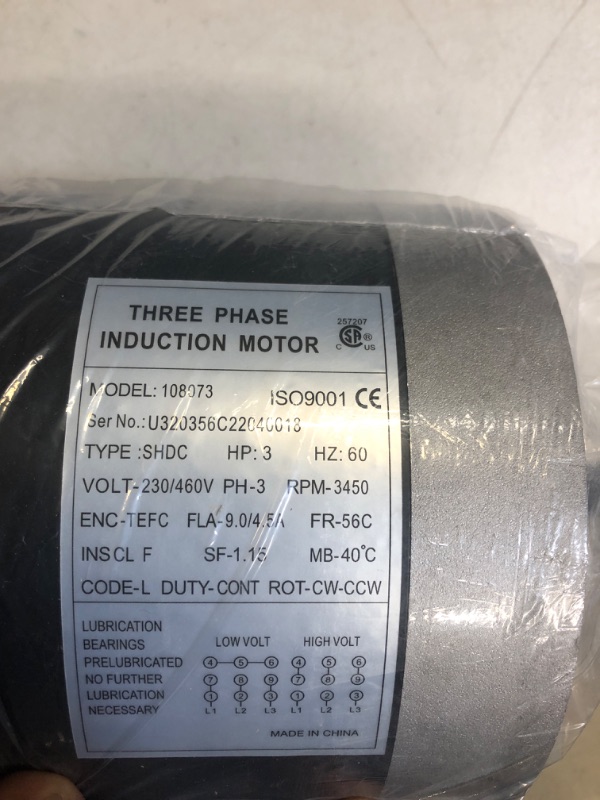 THREE PHASE
INDUCTION MOTOR
257207
C SA ® US
MODEL: 108973 ISO9001 CE
Ser No.: U320356C22040018
TYPE :SHDC HP: 3 HZ: 60
VOLT-230/460V PH-3 RPM-3450
ENC-TEFC FLA-9.0/4.5A FR-56C
INS CL F SF-1.15 MB-40°C
CODE-L DUTY-CONT ROT-CW-CCW
LUBRICATION
BEARINGS LOW VOLT HIGH VOLT
PRELUBRICATED 4 5 6 4 5 6
NO FURTHER 7 8 9 7 8 9
LUBRICATION 1 2 3 1 2 3
NECESSARY L1 L2 L3 L1 L2 L3
MADE IN CHINA